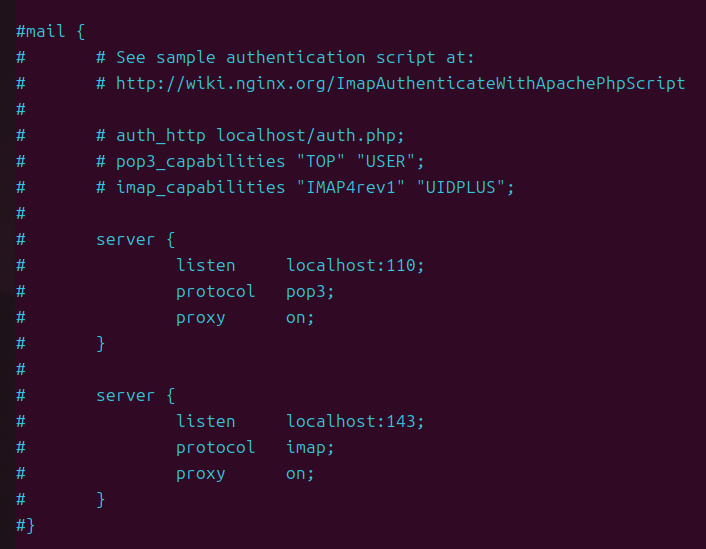 #mail {
#       # See sample authentication script at:
#       # http://wiki.nginx.org/ImapAuthenticateWithApachePhpScript
#
#       # auth_http localhost/auth.php;
#       # pop3_capabilities "TOP" "USER";
#       # imap_capabilities "IMAP4rev1" "UIDPLUS";
#
#       server {
#               listen     localhost:110;
#               protocol   pop3;
#               proxy      on;
#       }
#
#       server {
#               listen     localhost:143;
#               protocol   imap;
#               proxy      on;
#       }
#}